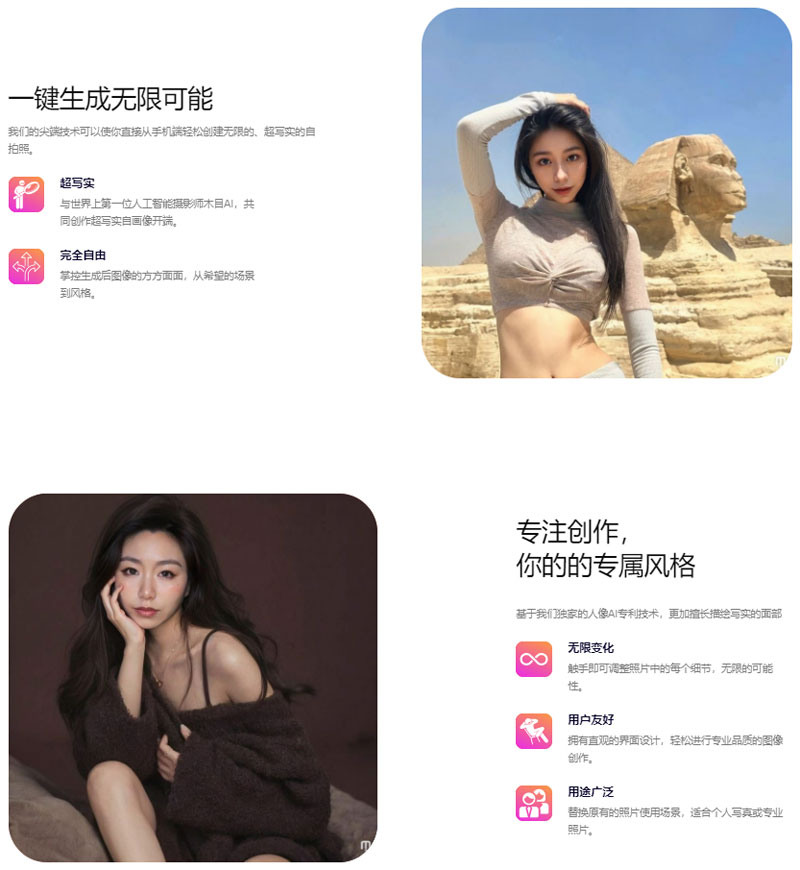 一键生成无限可能
我们的尖端技术可以使你直接从手机端轻松创建无限的、超写实的自
拍照。
超写实
与世界上第一位人工智能摄影师木目AI，共
同创作超写实自画像开端。
完全自由
掌控生成后图像的方方面面，从希望的场景
到风格。
专注创作，
你的的专属风格
基于我们独家的人像AI专利技术，更加擅长描绘写实的面部
无限变化
触手即可调整照片中的每个细节，无限的可能
性。
用户友好
拥有直观的界面设计，轻松进行专业品质的图像
创作。
用途广泛
替换原有的照片使用场景，适合个人写真或专业
照片。